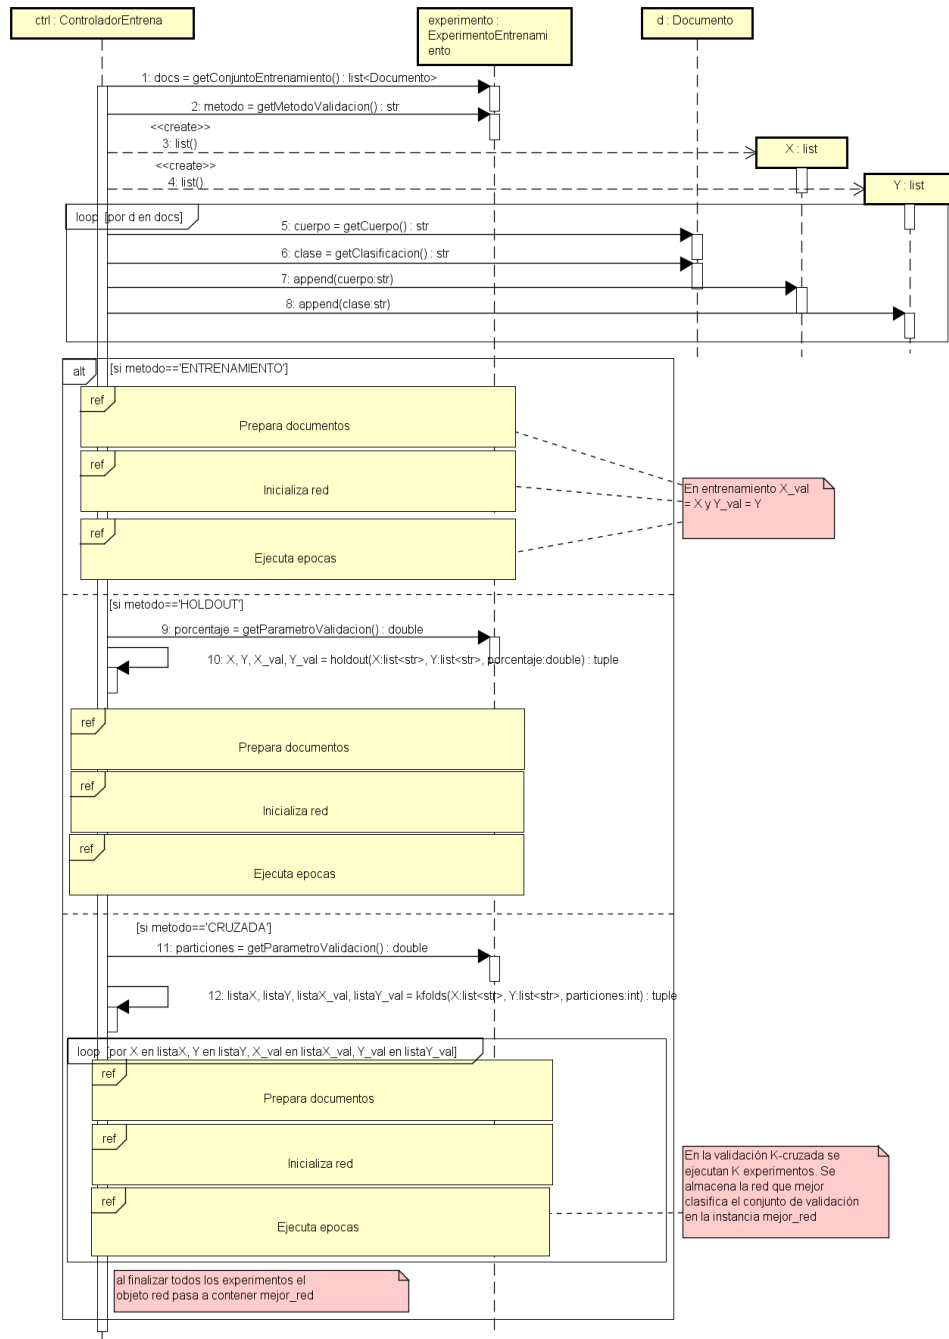 ctrl : ControladorEntrena
experimento :
ExperimentoEntrenami
ento
d : Documento
1: docs = getConjuntoEntrenamiento() : list<Documento>
2: metodo = getMetodoValidacion() : str
<<create>>
3: list()
X : list
<<create>>
4: list()
Y : list
loop [por d en docs]
5: cuerpo = getCuerpo() : str
6: clase = getClasificacion() : str
7: append(cuerpo:str)
8: append(clase:str)
alt
[si metodo=='ENTRENAMIENTO']
ref
Prepara documentos
ref
Inicializa red
ref
Ejecuta epocas
En entrenamiento X_val
= X y Y_val = Y
[si metodo=='HOLDOUT']
9: porcentaje = getParametroValidacion() : double
10: X, Y, X_val, Y_val = holdout(X:list<str>, Y:list<str>, porcentaje:double) : tuple
ref
Prepara documentos
ref
Inicializa red
ref
Ejecuta epocas
[si metodo=='CRUZADA']
11: particiones = getParametroValidacion() : double
12: listaX, listaY, listaX_val, listaY_val = kfolds(X:list<str>, Y:list<str>, particiones:int) : tuple
loop [por X en listaX, Y en listaY, X_val en listaX_val, Y_val en listaY_val]
ref
Prepara documentos
ref
Inicializa red
ref
Ejecuta epocas
En la validación K-cruzada se
ejecutan K experimentos. Se
almacena la red que mejor
clasifica el conjunto de validación
en la instancia mejor_red
al finalizar todos los experimentos el
objeto red pasa a contener mejor_red